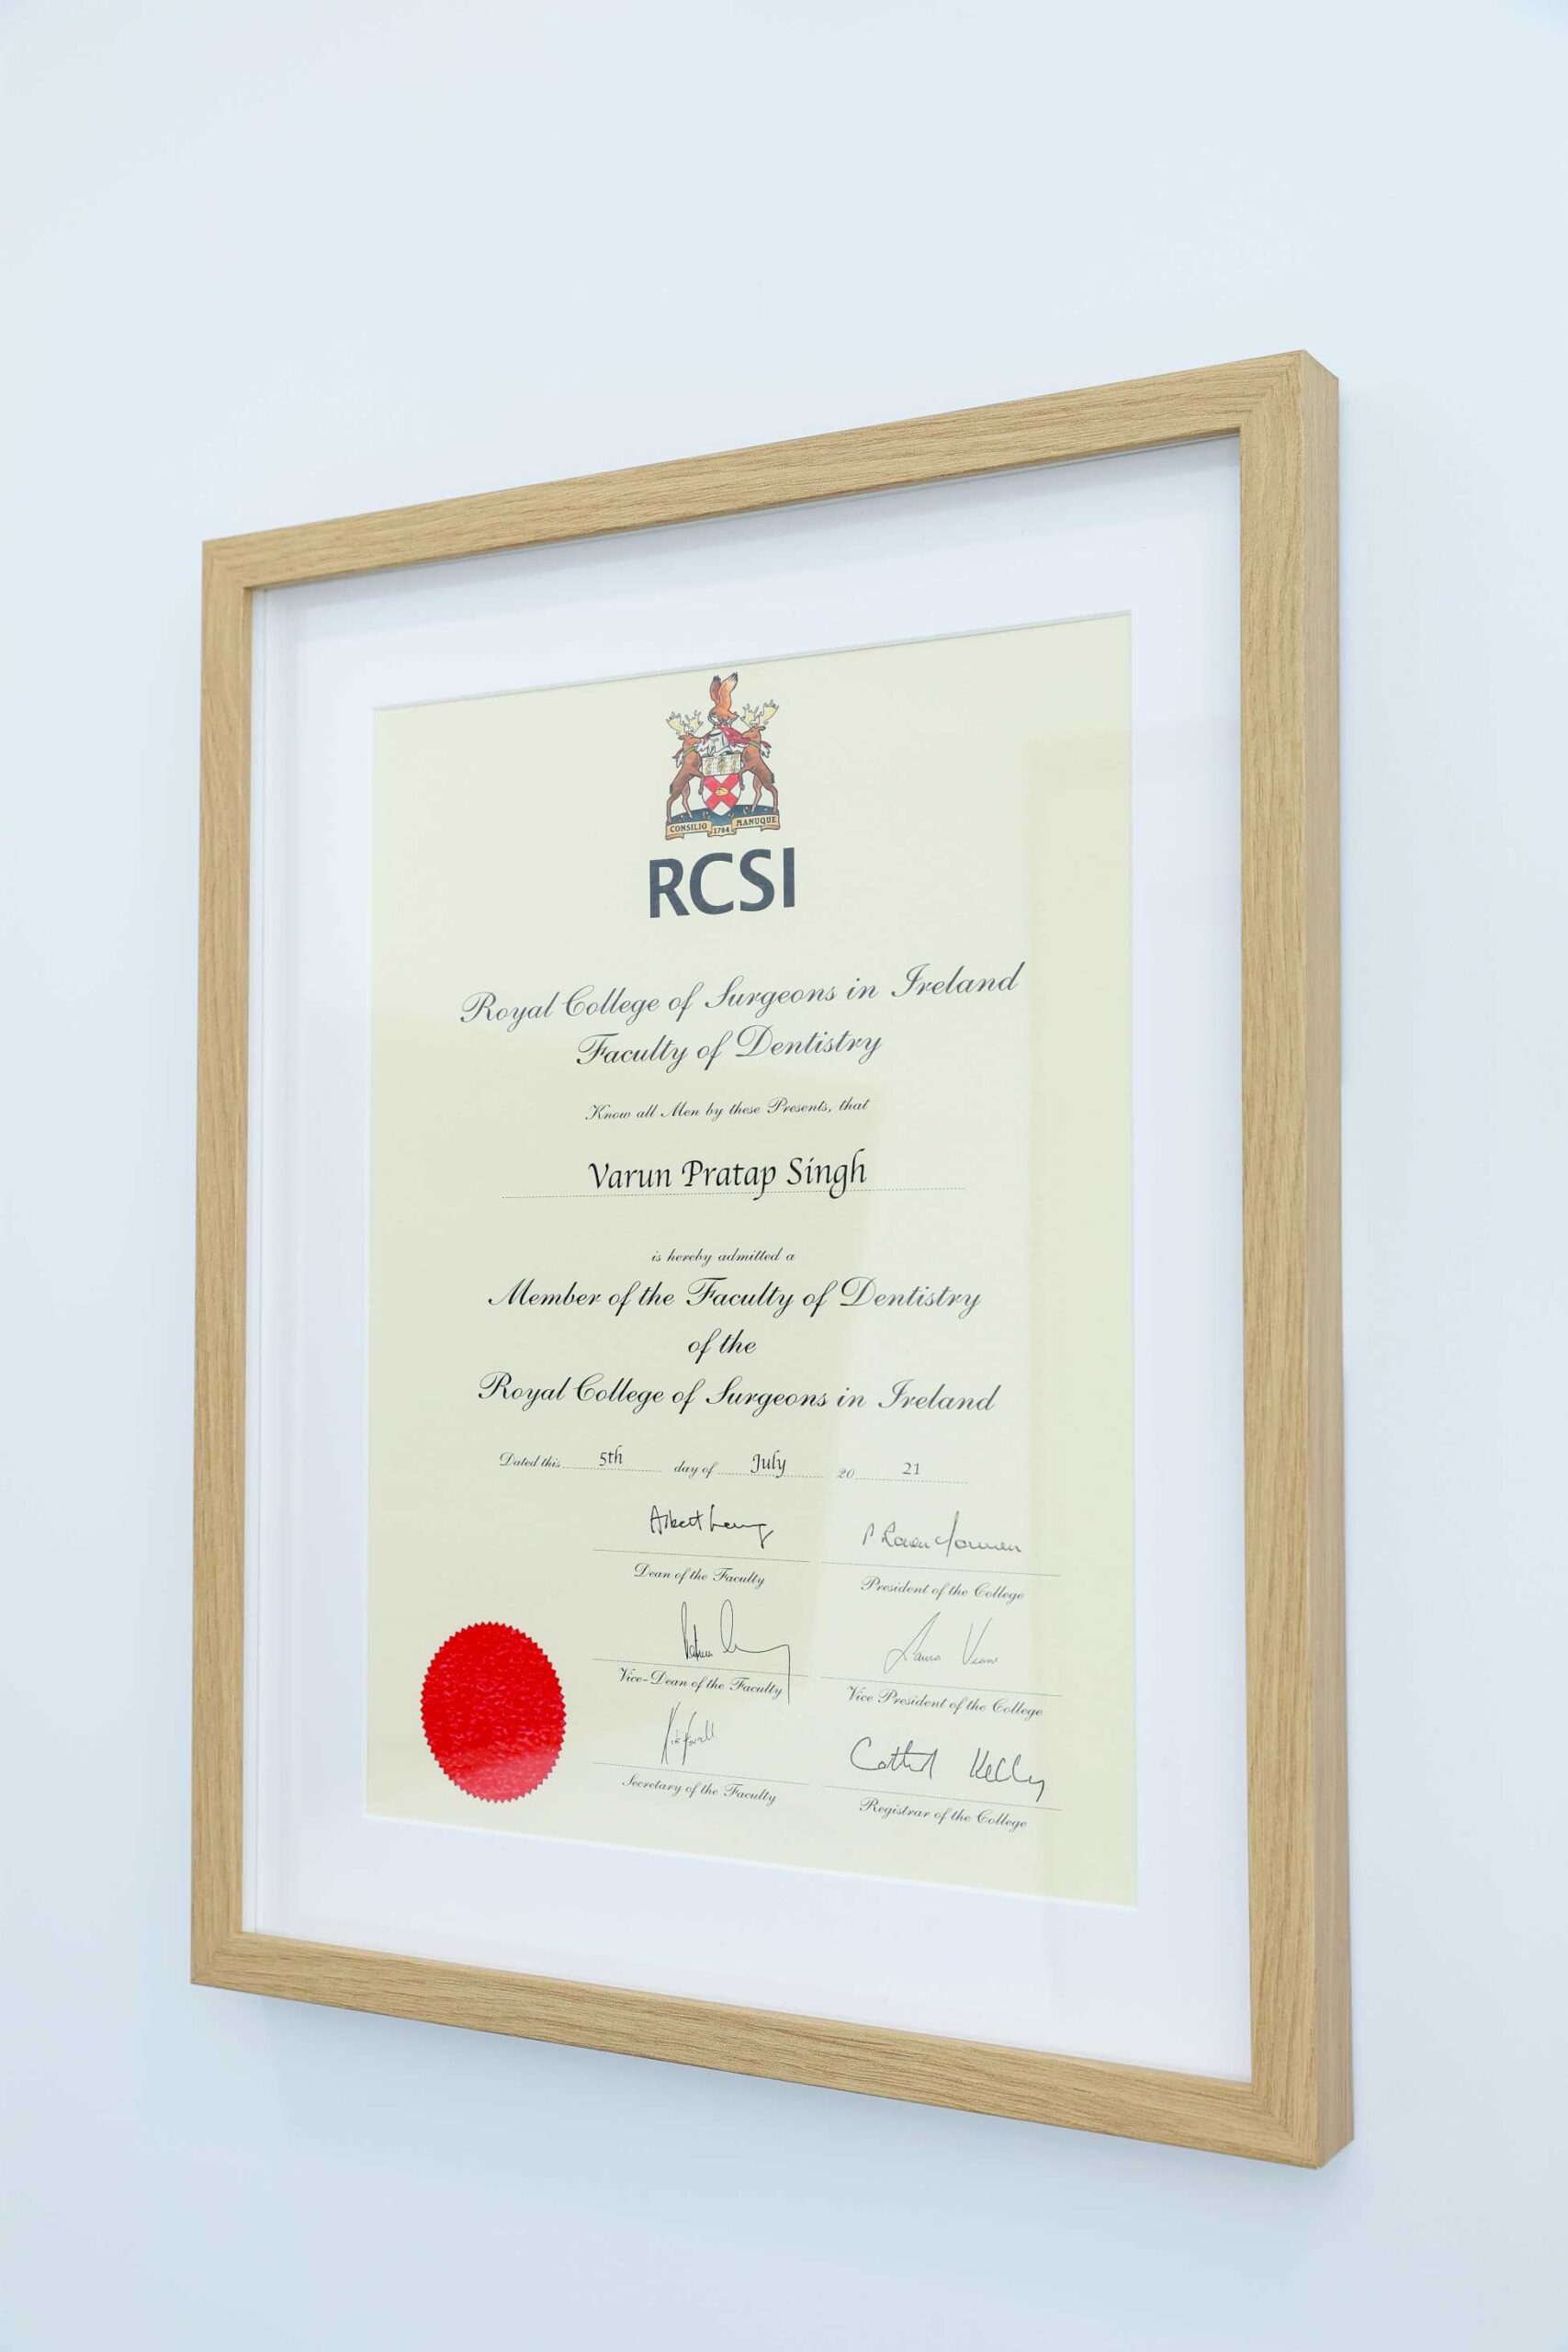 CONSILIO 1784 MANUQUE
RCSI
Royal College of Surgeons in Ireland
Faculty of Dentistry
Know all Men by these Presents, that
Varun Pratap Singh
is hereby admitted a
Member of the Faculty of Dentistry
of the
Royal College of Surgeons in Ireland
Dated this 5th day of July 20 21
Dean of the Faculty
President of the College
Vice-Dean of the Faculty
Vice President of the College
Kelly
Secretary of the Faculty
Registrar of the College